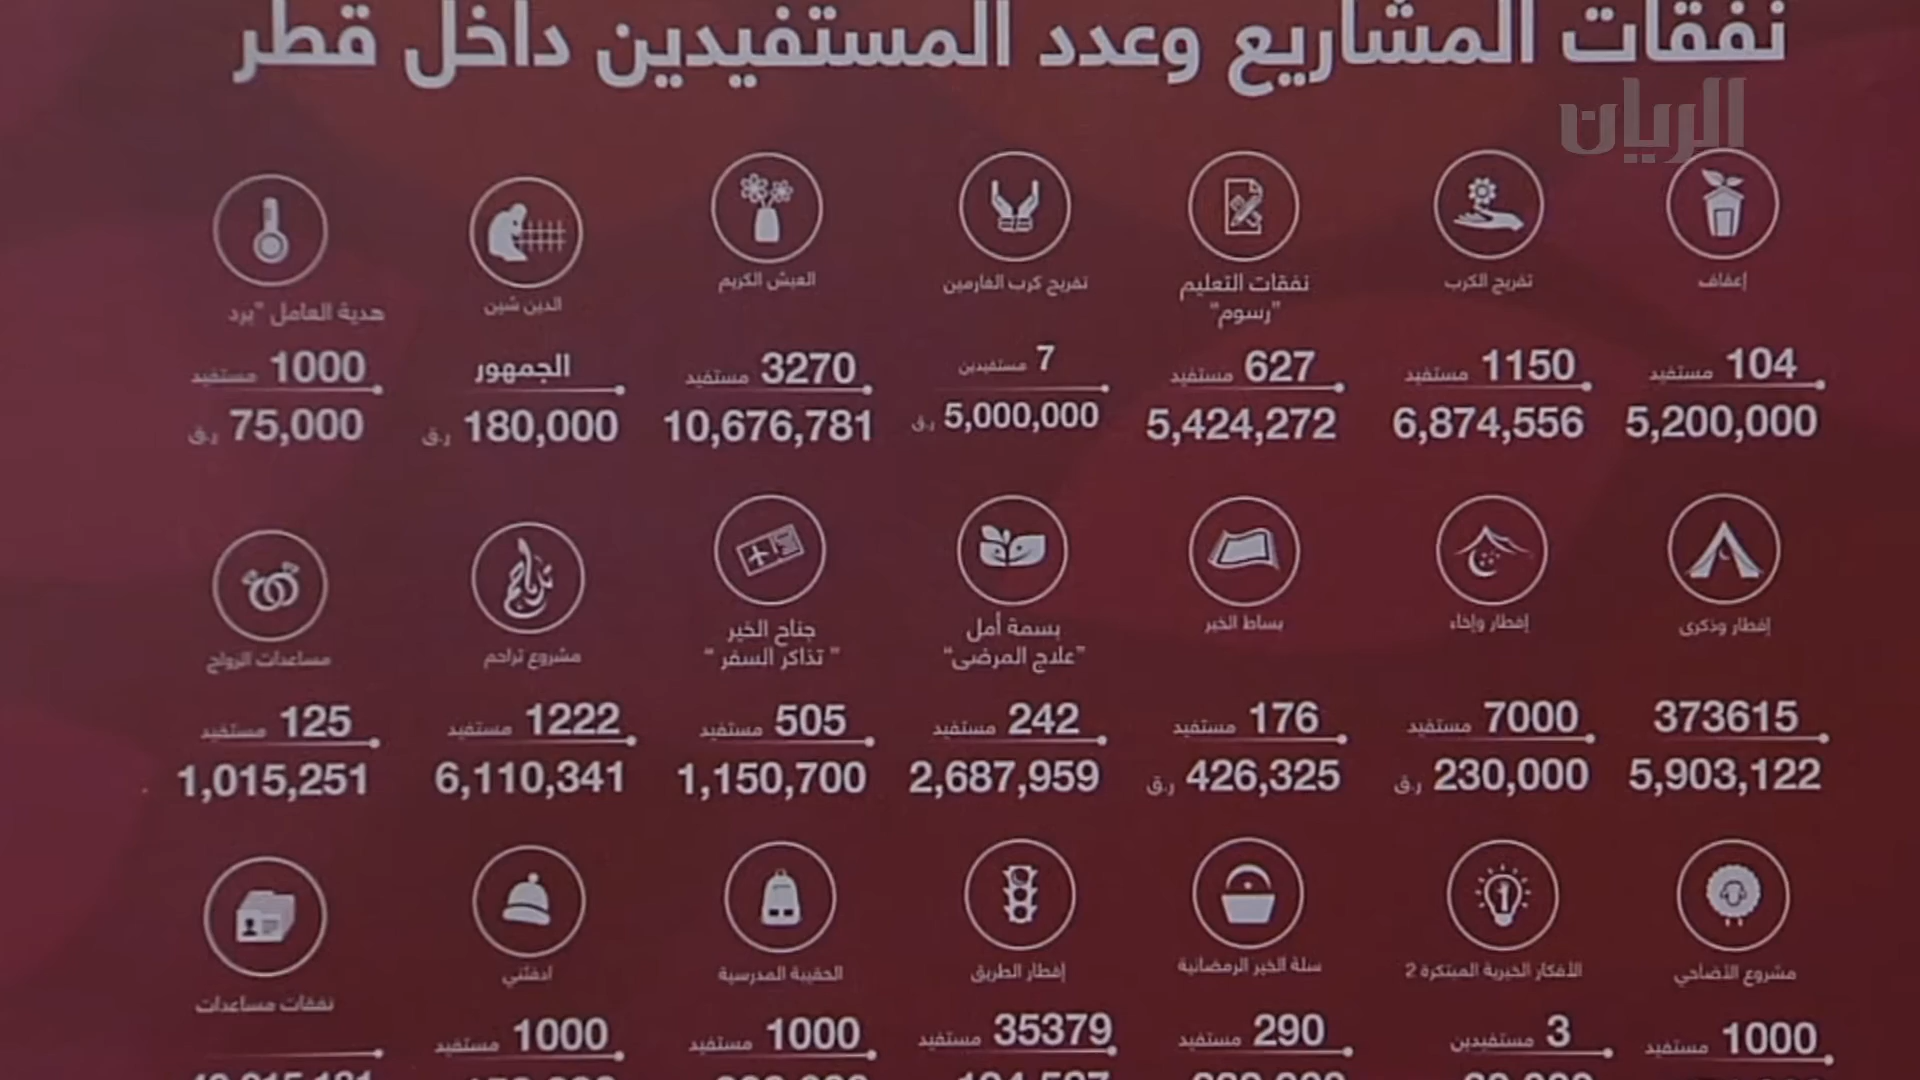 نفقات المشاريع وعدد المستفيدين داخل قطر
الريان
إعفاف
104 مستفيد
5,200,000
تفريج الكرب
1150 مستفيد
6,874,556
نفقات التعليم
"رسوم"
627 مستفيد
5,424,272
تفريج كرب الغارمين
7 مستفيدين
5,000,000 ر.ق
العيش الكريم
3270 مستفيد
10,676,781
الدين شين
الجمهور
180,000 ر.ق
هدية العامل "برد
1000 مستفيد
75,000 ر.ق
إفطار وذكرى
373615
5,903,122
إفطار وإخاء
7000 مستفيد
230,000 ر.ق
بساط الخير
176 مستفيد
426,325 ر.ق
بسمة أمل
"علاج المرضى"
242 مستفيد
2,687,959
جناح الخير
" تذاكر السفر "
505 مستفيد
1,150,700
تراحم
مشروع تراحم
1222 مستفيد
6,110,341
مساعدات الزواج
125 مستفيد
1,015,251
مشروع الأضاحي
1000 مستفيد
الأفكار الخيرية المبتكرة 2
3 مستفيدين
سلة الخير الرمضانية
290 مستفيد
إفطار الطريق
35379 مستفيد
الحقيبة المدرسية
1000 مستفيد
ادفئني
1000 مستفيد
نفقات مساعدات